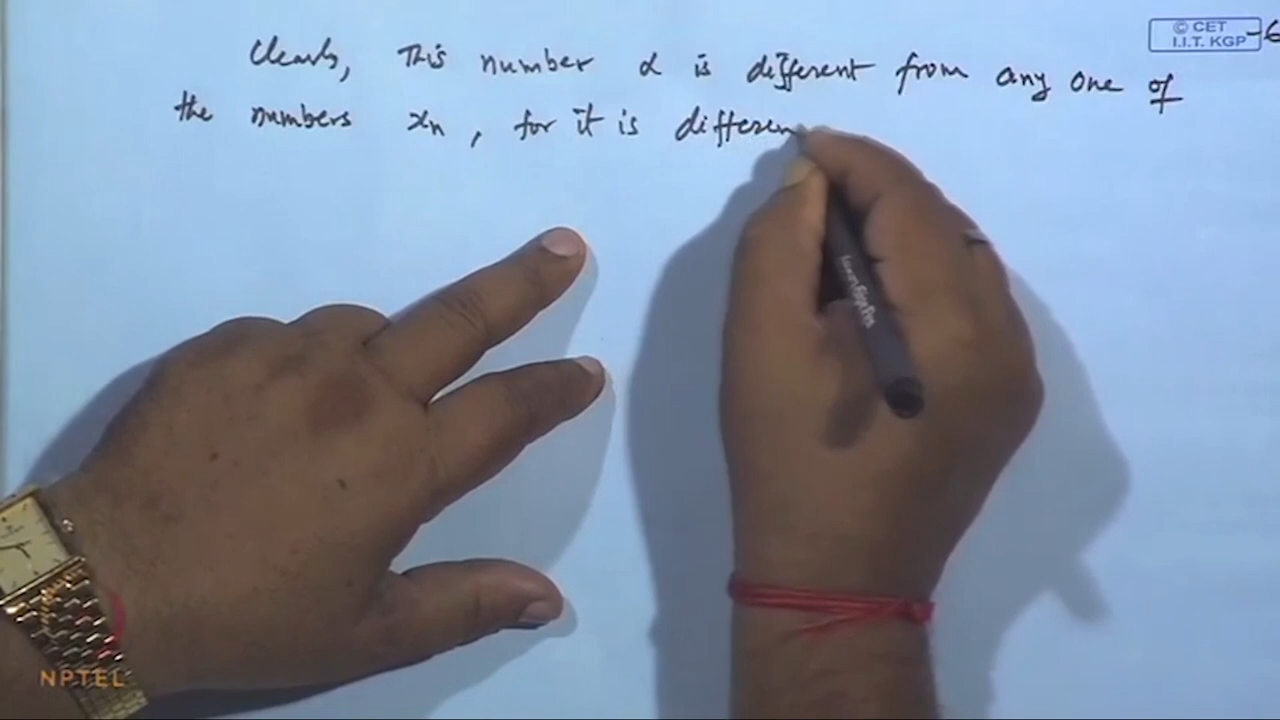 © CET
I.I.T. KGP
-6
Clearly, This number α is different from any one of
the numbers xn, for it is differen
NPTEL